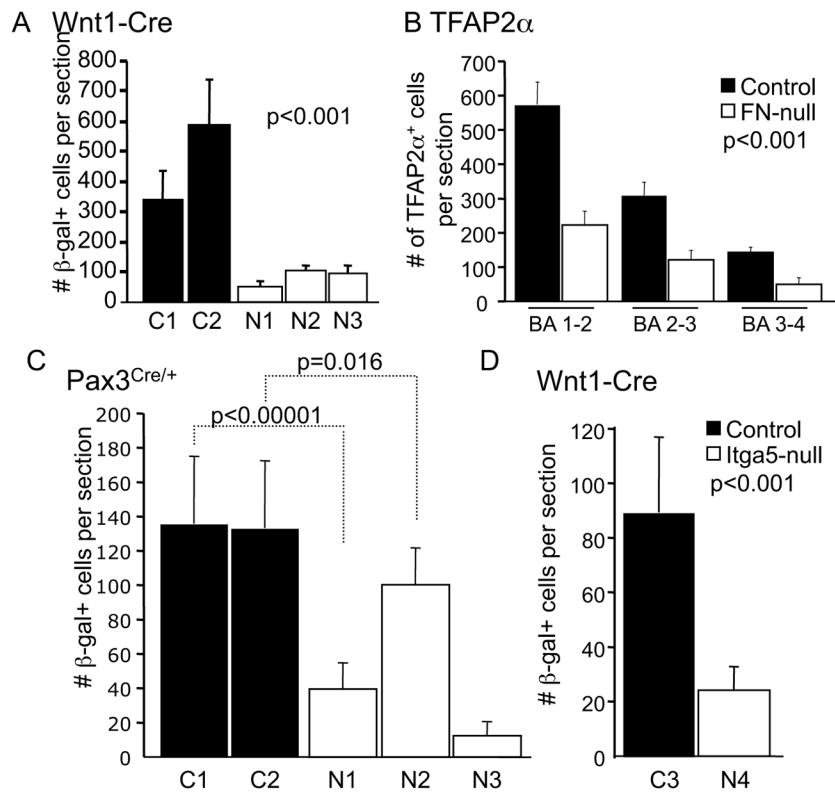 A Wnt1-Cre
# β-gal+ cells per section
800
700
600
500
400
300
200
100
0
p<0.001
C1 C2 N1 N2 N3
B TFAP2α
# of TFAP2α+ cells
per section
700
600
500
400
300
200
100
0
Control
FN-null
p<0.001
BA 1-2 BA 2-3 BA 3-4
C Pax3Cre/+
# β-gal+ cells per section
200
180
160
140
120
100
80
60
40
20
0
p=0.016
p<0.00001
C1 C2 N1 N2 N3
D Wnt1-Cre
# β-gal+ cells per section
120
100
80
60
40
20
0
Control
Itga5-null
p<0.001
C3 N4